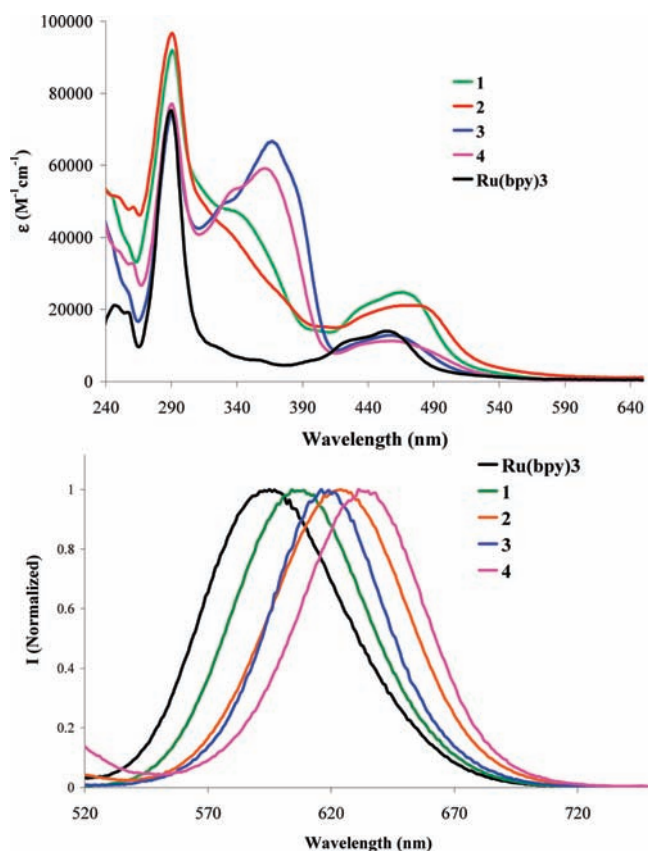 100000
80000
60000
40000
20000
0
ε (M⁻¹cm⁻¹)
1
2
3
4
Ru(bpy)3
240 290 340 390 440 490 540 590 640
Wavelength (nm)
1
0.8
0.6
0.4
0.2
0
I (Normalized)
Ru(bpy)3
1
2
3
4
520 570 620 670 720
Wavelength (nm)